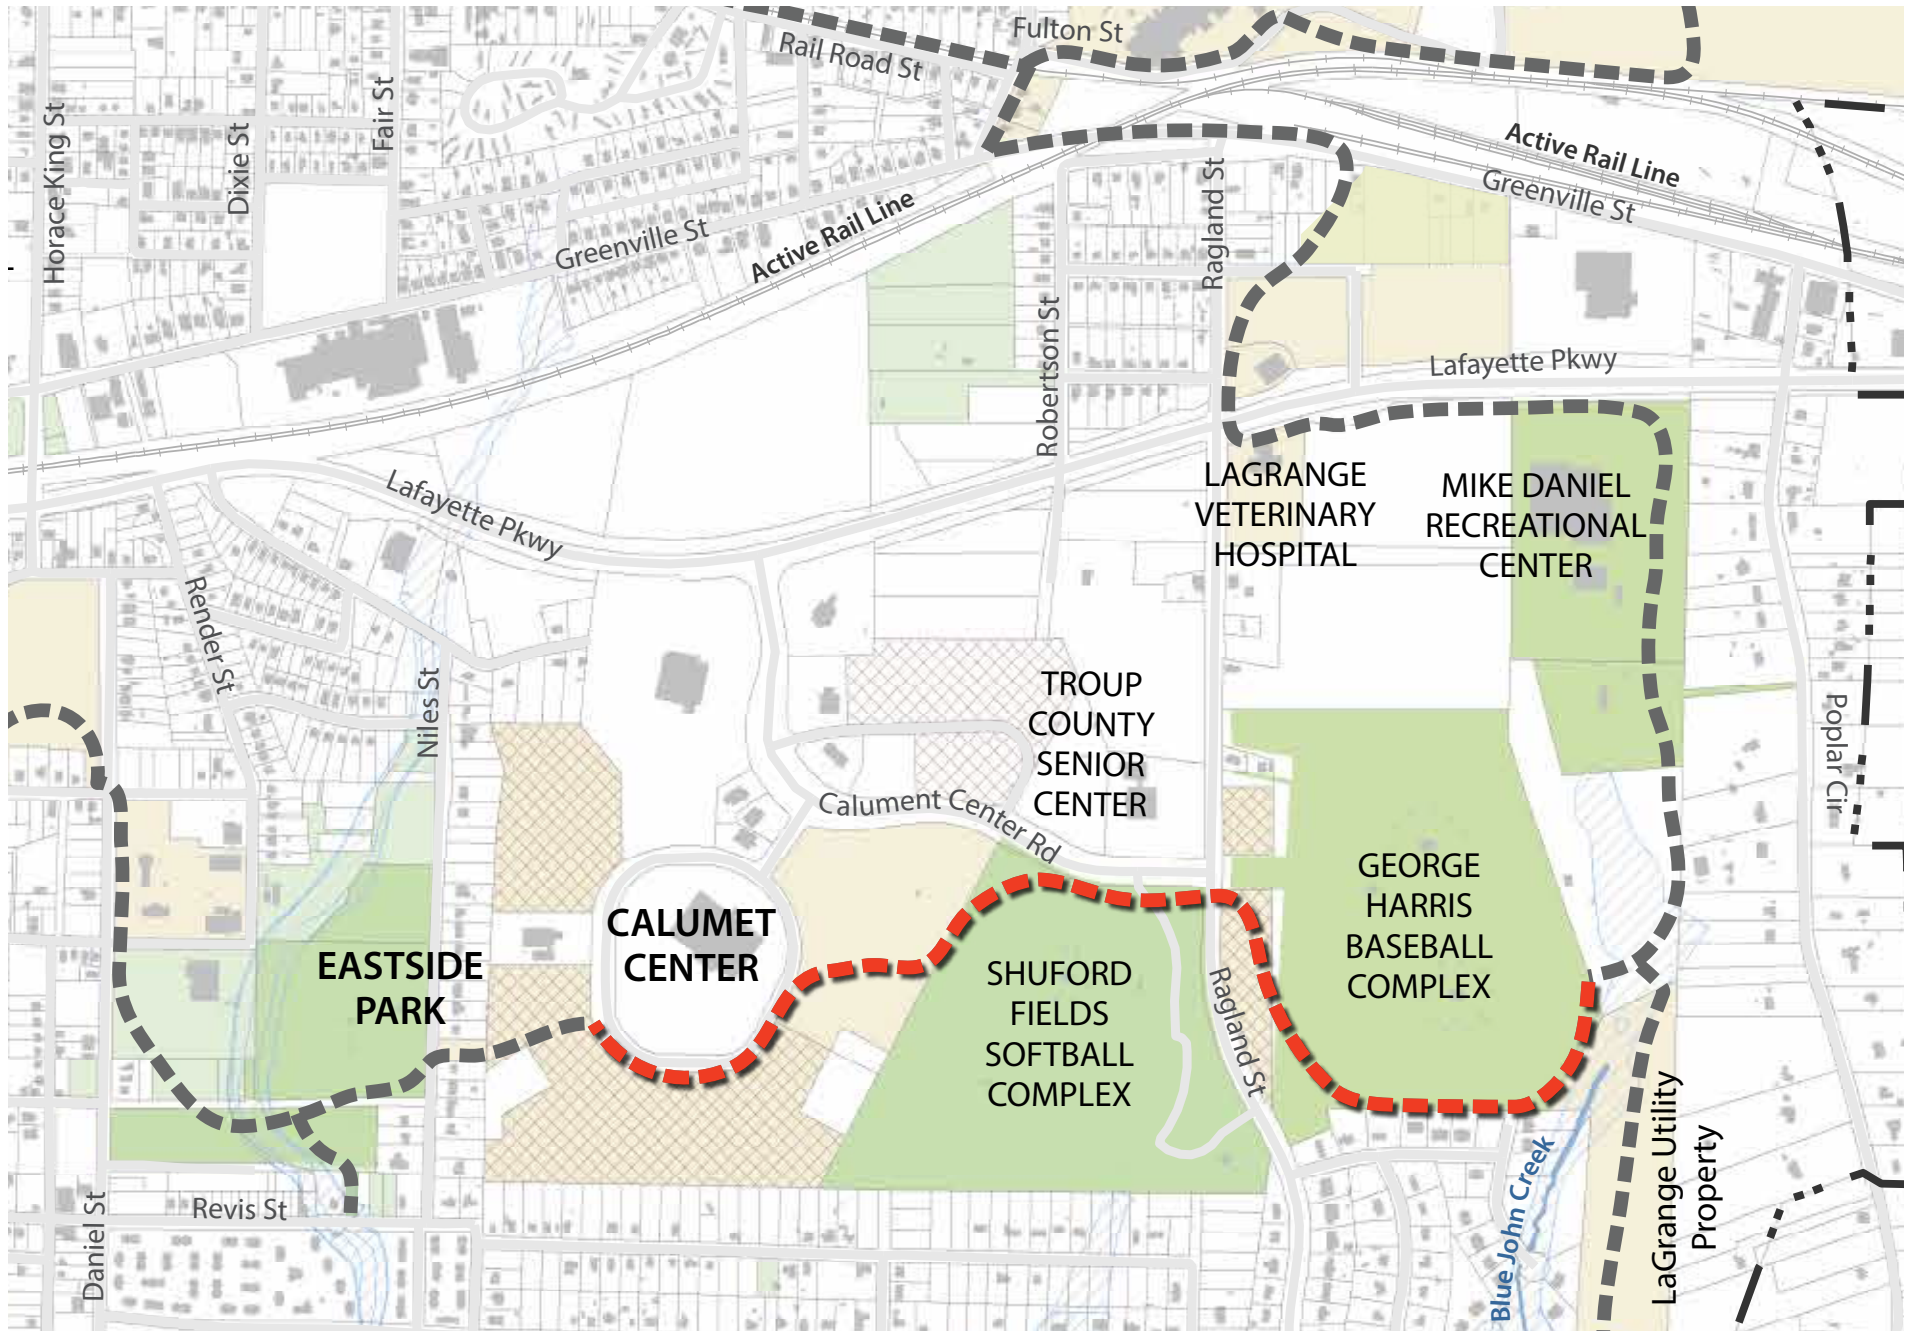 Fulton St
Rail Road St
Fair St
Horace King St
Dixie St
Active Rail Line
Greenville St
Ragland St
Greenville St
Active Rail Line
Robertson St
Lafayette Pkwy
Lafayette Pkwy
LAGRANGE
VETERINARY
HOSPITAL
MIKE DANIEL
RECREATIONAL
CENTER
Render St
Niles St
TROUP
COUNTY
SENIOR
CENTER
Poplar Cir
Calument Center Rd
GEORGE
HARRIS
BASEBALL
COMPLEX
CALUMET
CENTER
EASTSIDE
PARK
SHUFORD
FIELDS
SOFTBALL
COMPLEX
Ragland St
LaGrange Utility
Property
Blue John Creek
Revis St
Daniel St